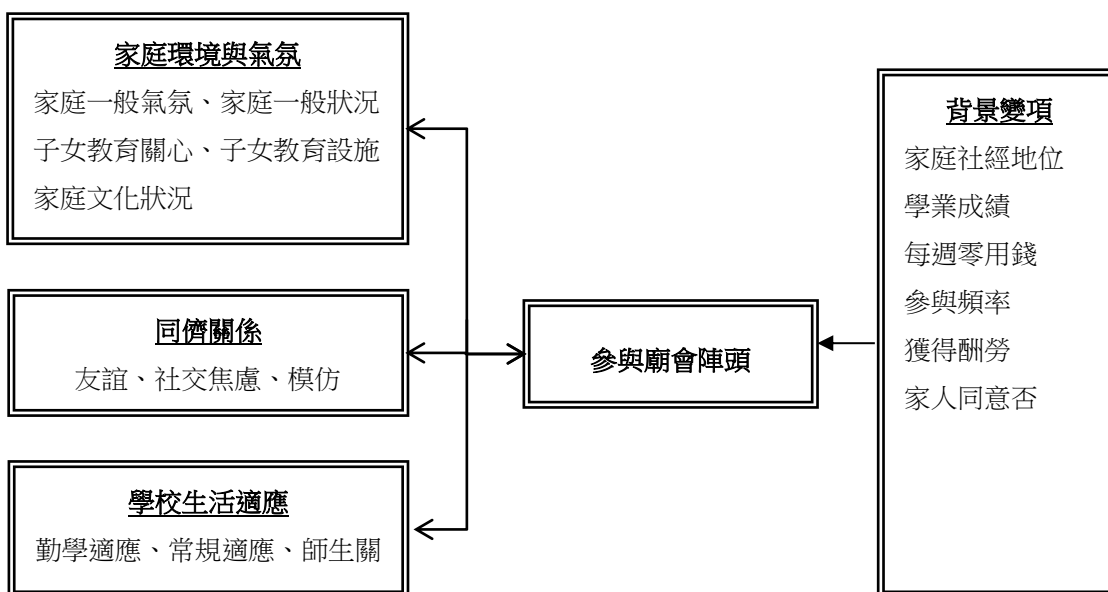 家庭環境與氣氛
家庭一般氣氛、家庭一般狀況
子女教育關心、子女教育設施
家庭文化狀況
同儕關係
友誼、社交焦慮、模仿
學校生活適應
勤學適應、常規適應、師生關
參與廟會陣頭
背景變項
家庭社經地位
學業成績
每週零用錢
參與頻率
獲得酬勞
家人同意否